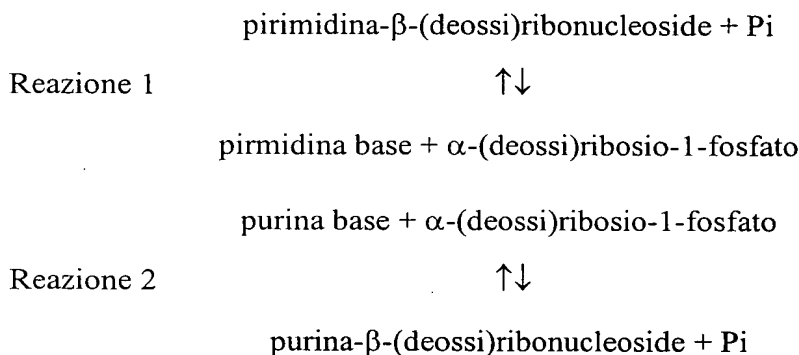 pirimidina-β-(deossi)ribonucleoside + Pi
Reazione 1 ↑↓
pirmidina base + α-(deossi)ribosio-1-fosfato
purina base + α-(deossi)ribosio-1-fosfato
Reazione 2 ↑↓
purina-β-(deossi)ribonucleoside + Pi